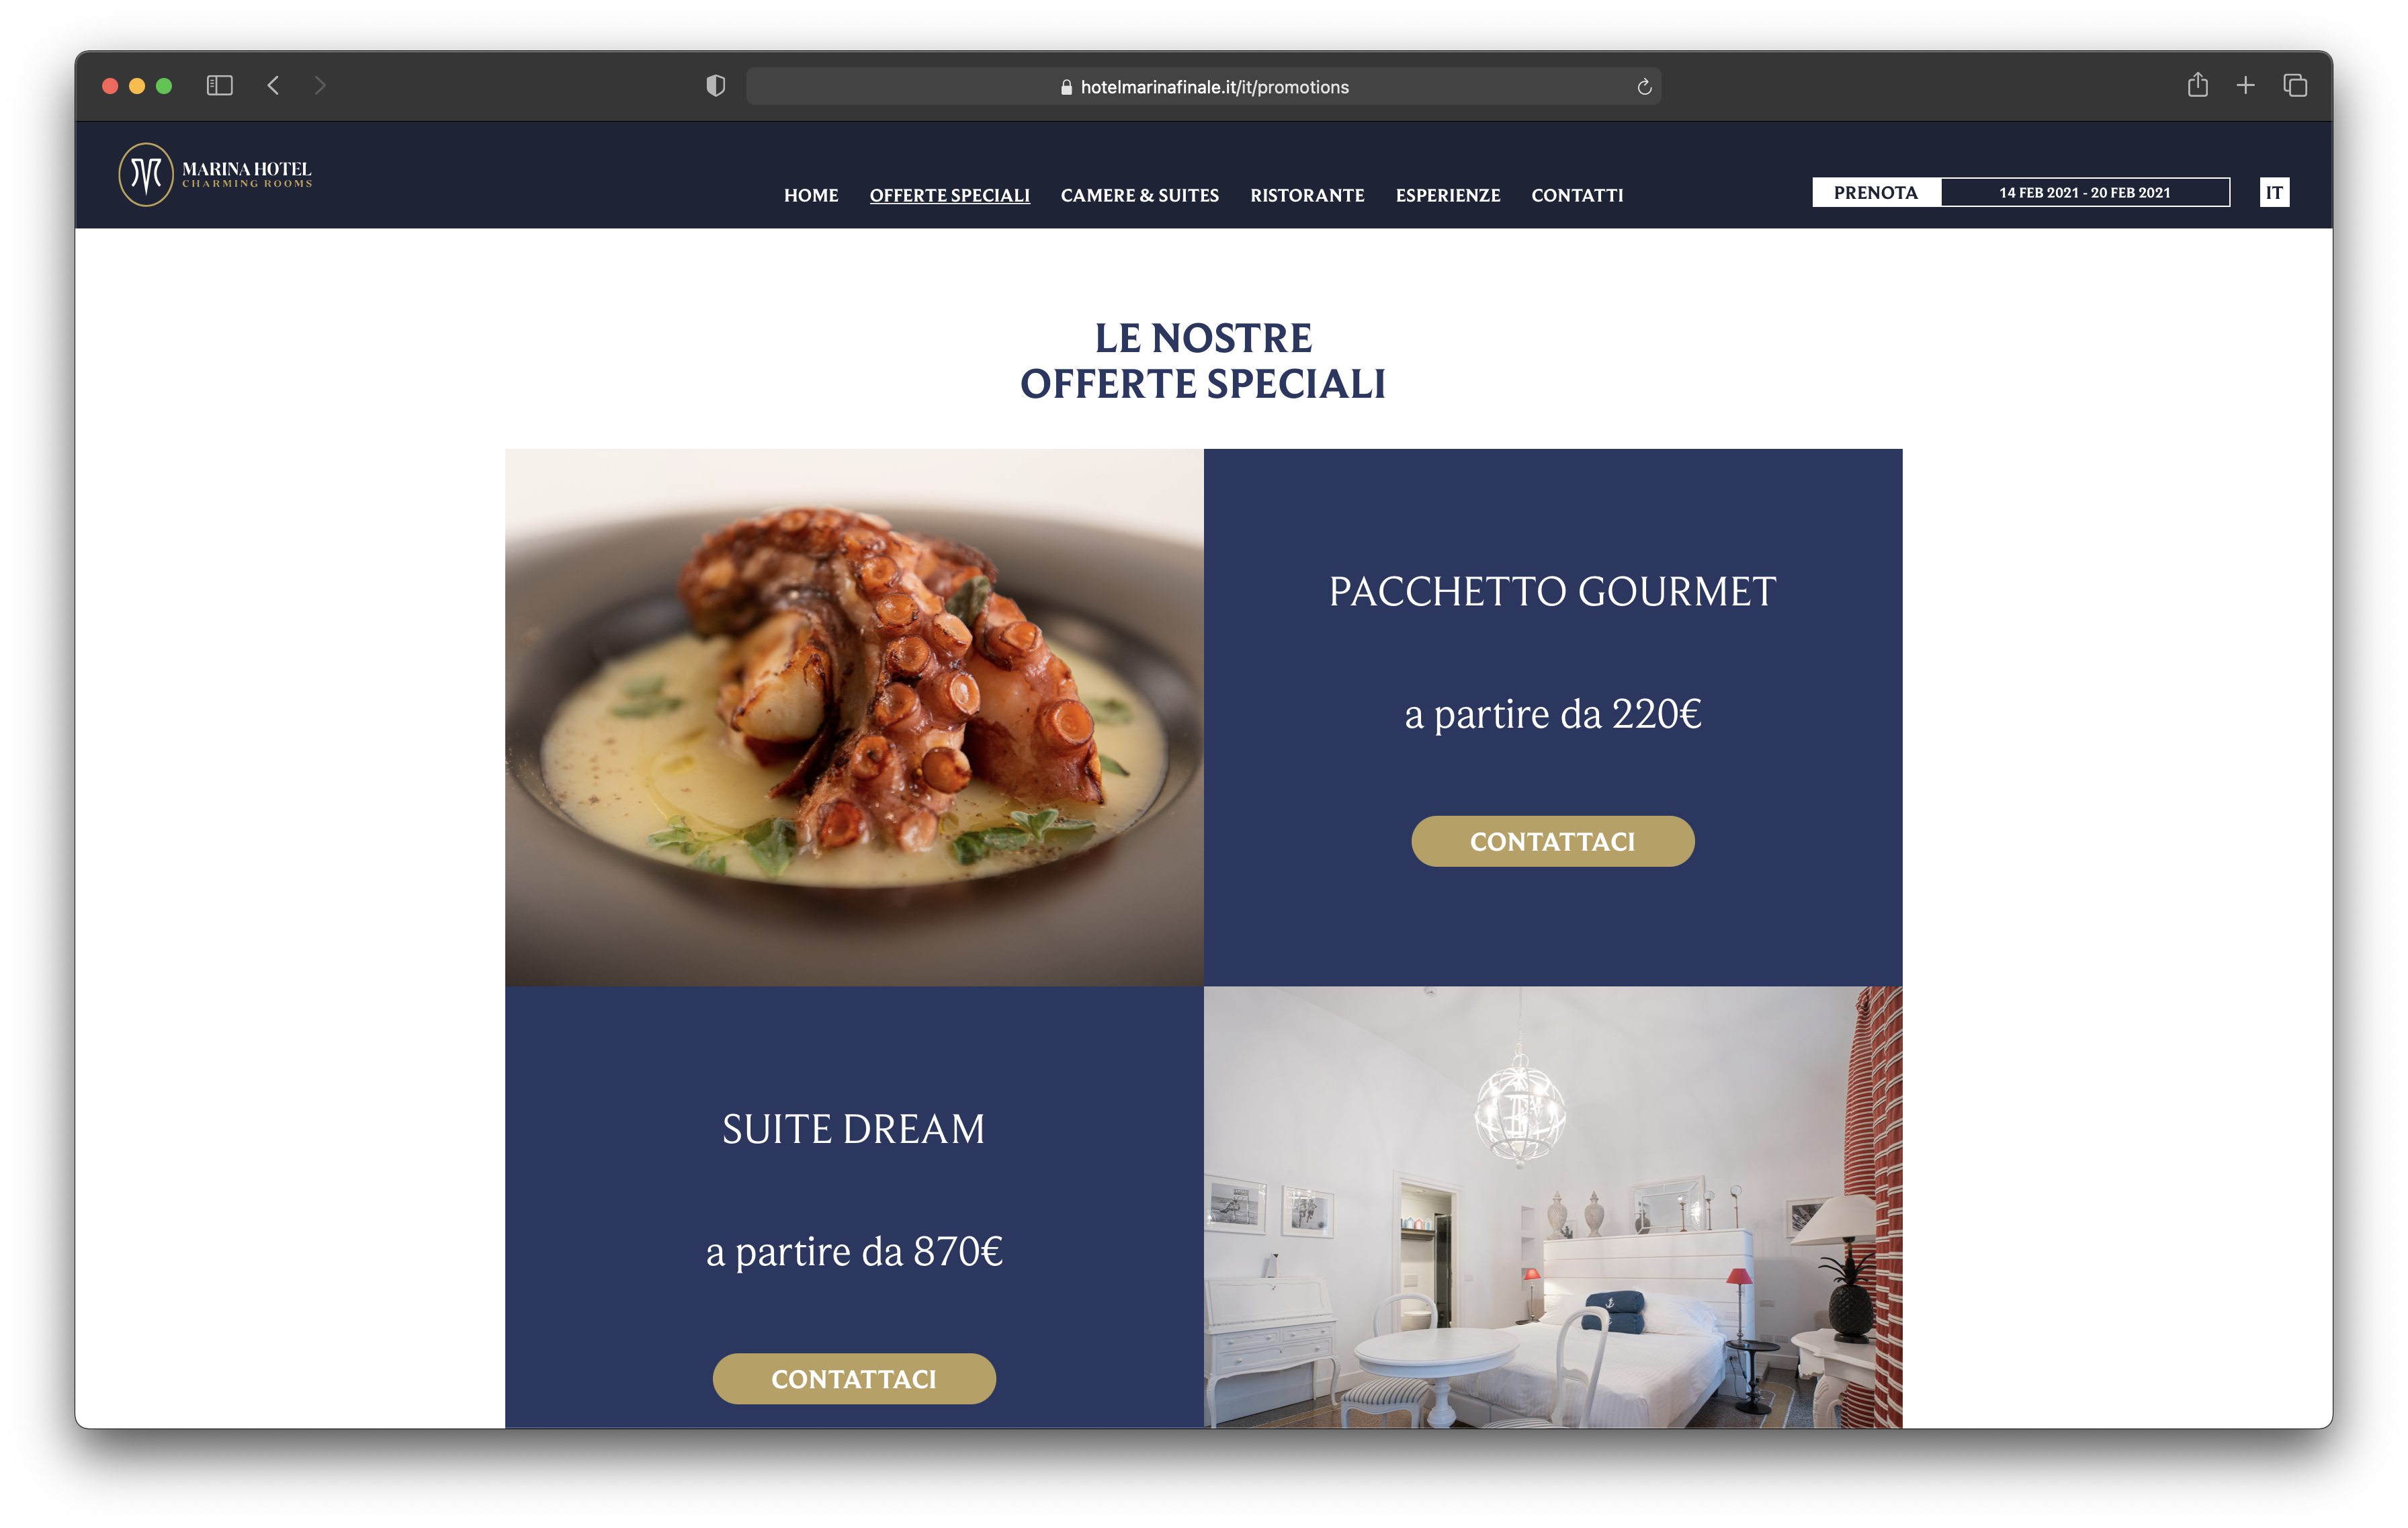 hotelmarinafinale.it/it/promotions
MARINA HOTEL
CHARMING ROOMS
HOME OFFERTE SPECIALI CAMERE & SUITES RISTORANTE ESPERIENZE CONTATTI
PRENOTA 14 FEB 2021 - 20 FEB 2021 IT
LE NOSTRE
OFFERTE SPECIALI
PACCHETTO GOURMET
a partire da 220€
CONTATTACI
SUITE DREAM
a partire da 870€
CONTATTACI